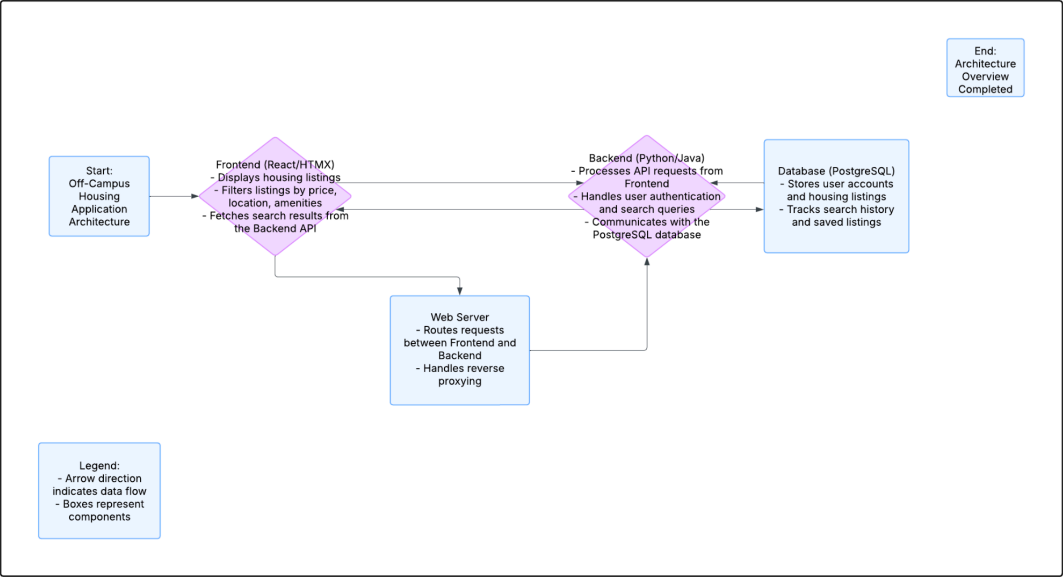 End:
Architecture
Overview
Completed
Start:
Off-Campus
Housing
Application
Architecture
Frontend (React/HTMX)
- Displays housing listings
- Filters listings by price,
location, amenities
- Fetches search results from
the Backend API
Backend (Python/Java)
- Processes API requests from
Frontend
- Handles user authentication
and search queries
- Communicates with the
PostgreSQL database
Database (PostgreSQL)
- Stores user accounts
and housing listings
- Tracks search history
and saved listings
Web Server
- Routes requests
between Frontend and
Backend
- Handles reverse
proxying
Legend:
- Arrow direction
indicates data flow
- Boxes represent
components